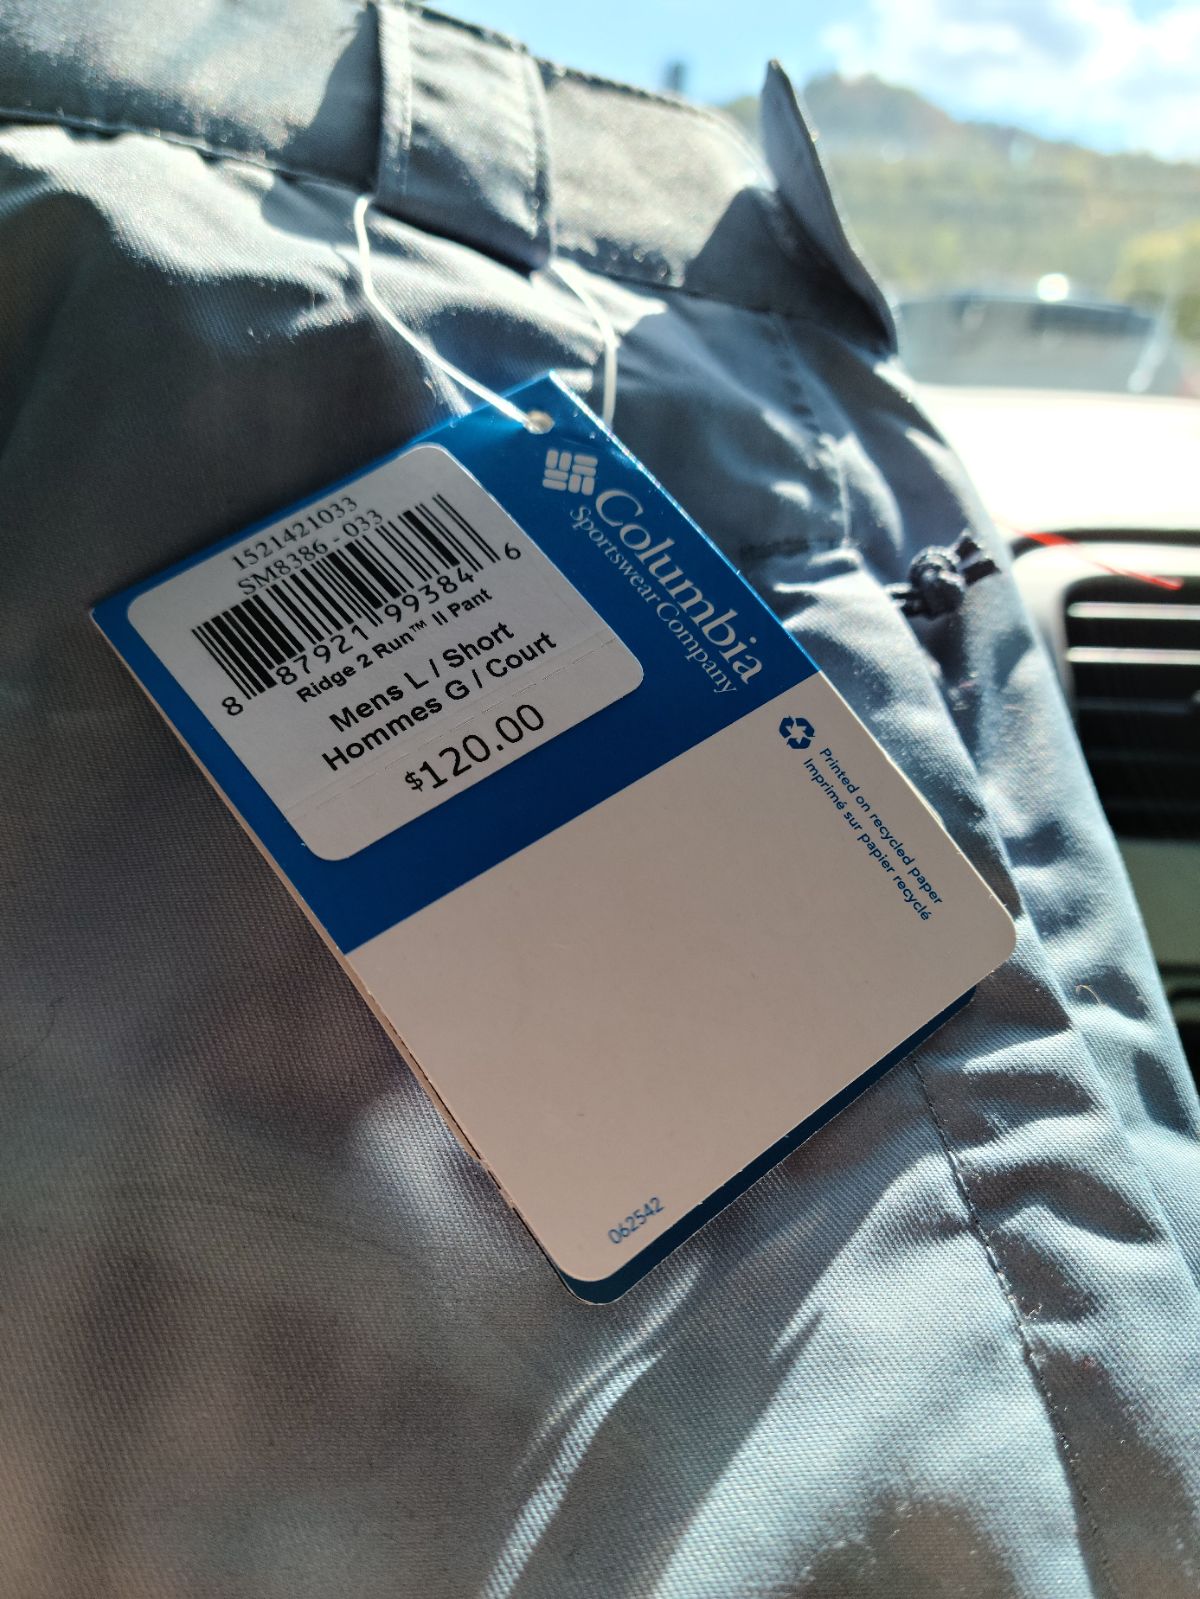 1521421033
SM8386 - 033
8 87921 99384 6
Ridge 2 Run™ II Pant
Mens L / Short
Hommes G / Court
$120.00
Columbia
Sportswear Company
Printed on recycled paper
Imprimé sur papier recyclé
062542